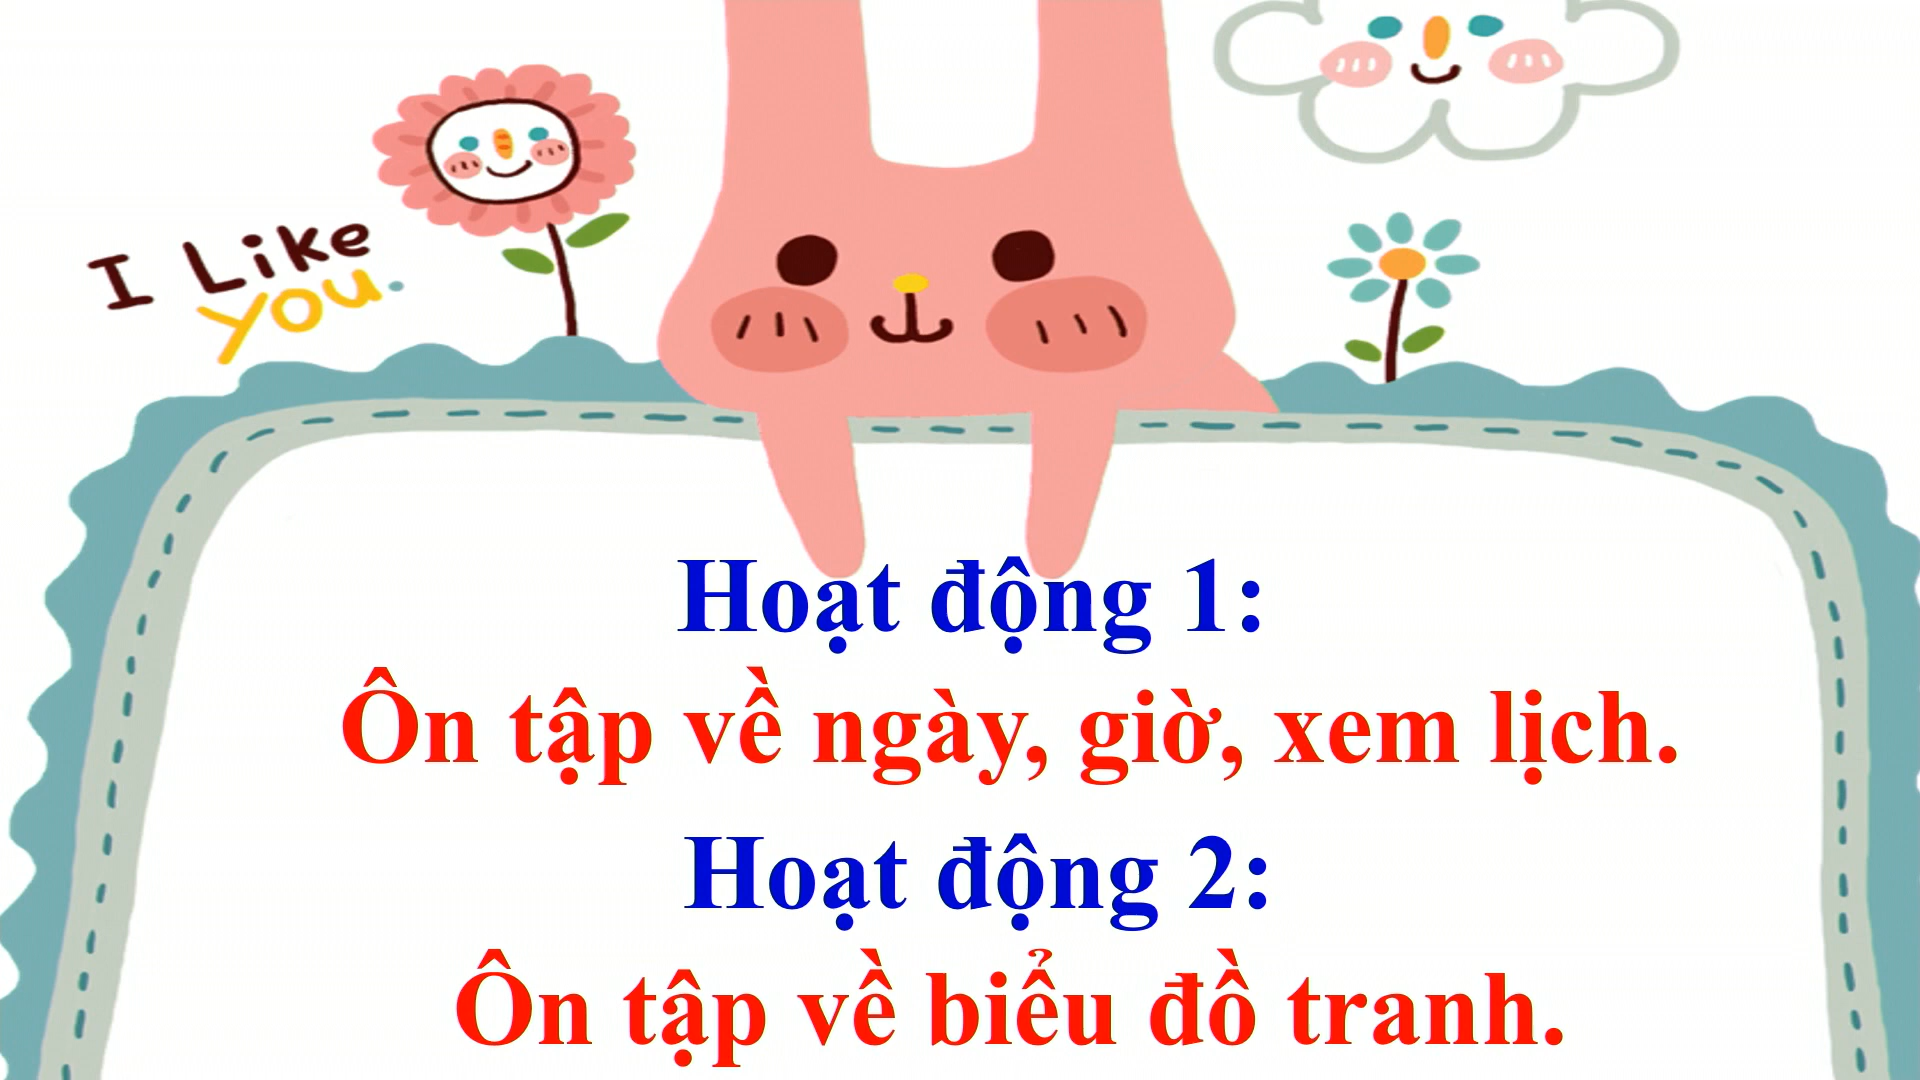 I Like
you.
Hoạt động 1:
Ôn tập về ngày, giờ, xem lịch.
Hoạt động 2:
Ôn tập về biểu đồ tranh.